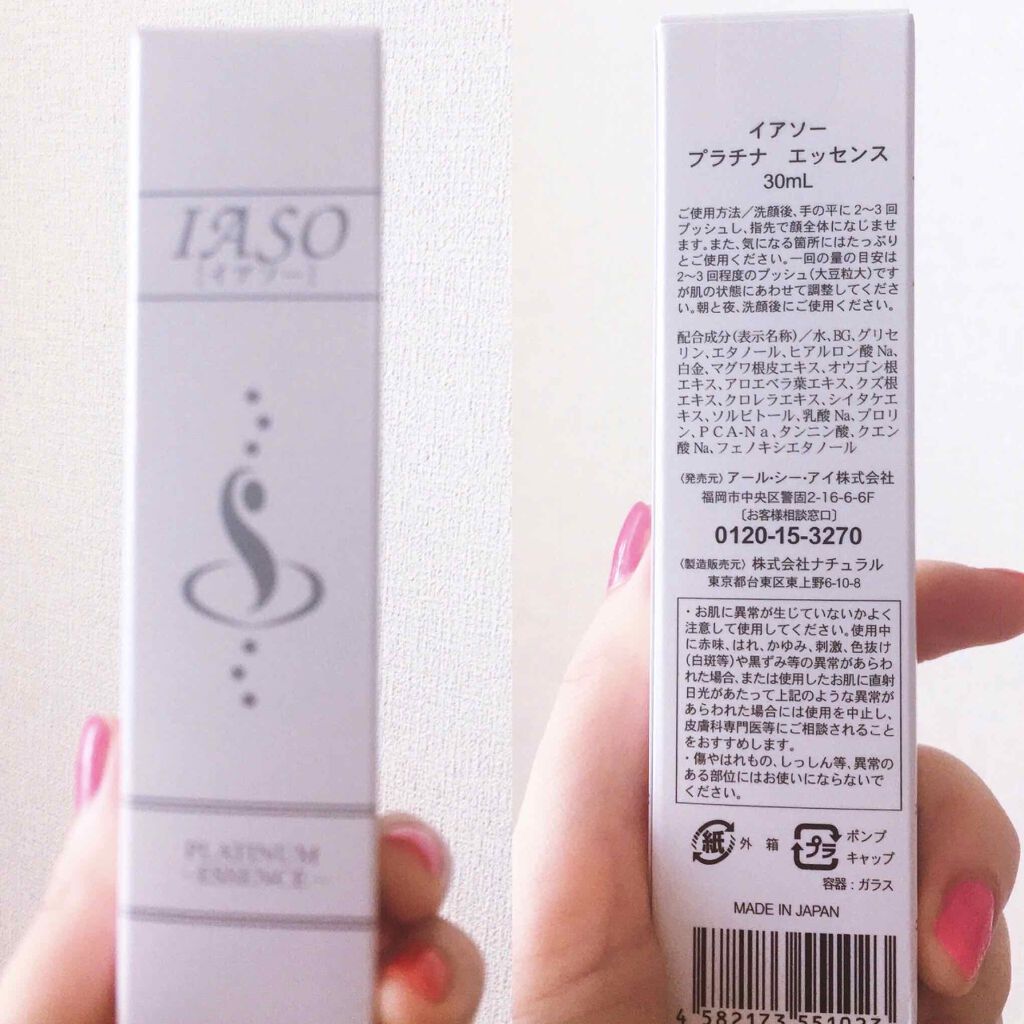 IASO
[イアソー]
PLATINUM
ESSENCE
イアソー
プラチナ エッセンス
30mL
ご使用方法／洗顔後、手の平に2〜3回
プッシュし、指先で顔全体になじませ
ます。また、気になる箇所にはたっぷり
とご使用ください。一回の量の目安は
2〜3回程度のプッシュ（大豆粒大）です
が肌の状態にあわせて調整してくださ
い。朝と夜、洗顔後にご使用ください。
配合成分（表示名称）／水、BG、グリセ
リン、エタノール、ヒアルロン酸Na、
白金、マグワ根皮エキス、オウゴン根
エキス、アロエベラ葉エキス、クズ根
エキス、クロレラエキス、シイタケエ
キス、ソルビトール、乳酸Na、プロリ
ン、PCA-Na、タンニン酸、クエン
酸Na、フェノキシエタノール
〈発売元〉アール・シー・アイ株式会社
福岡市中央区警固2-16-6-6F
〔お客様相談窓口〕
0120-15-3270
〈製造販売元〉株式会社ナチュラル
東京都台東区東上野6-10-8
・お肌に異常が生じていないかよく
注意して使用してください。使用中
に赤味、はれ、かゆみ、刺激、色抜け
（白斑等）や黒ずみ等の異常があらわ
れた場合、または使用したお肌に直射
日光があたって上記のような異常が
あらわれた場合には使用を中止し、
皮膚科専門医等にご相談されること
をおすすめします。
・傷やはれもの、しっしん等、異常の
ある部位にはお使いにならないで
ください。
紙 外箱 プラ ポンプ
キャップ
容器：ガラス
MADE IN JAPAN
4 582173 551023